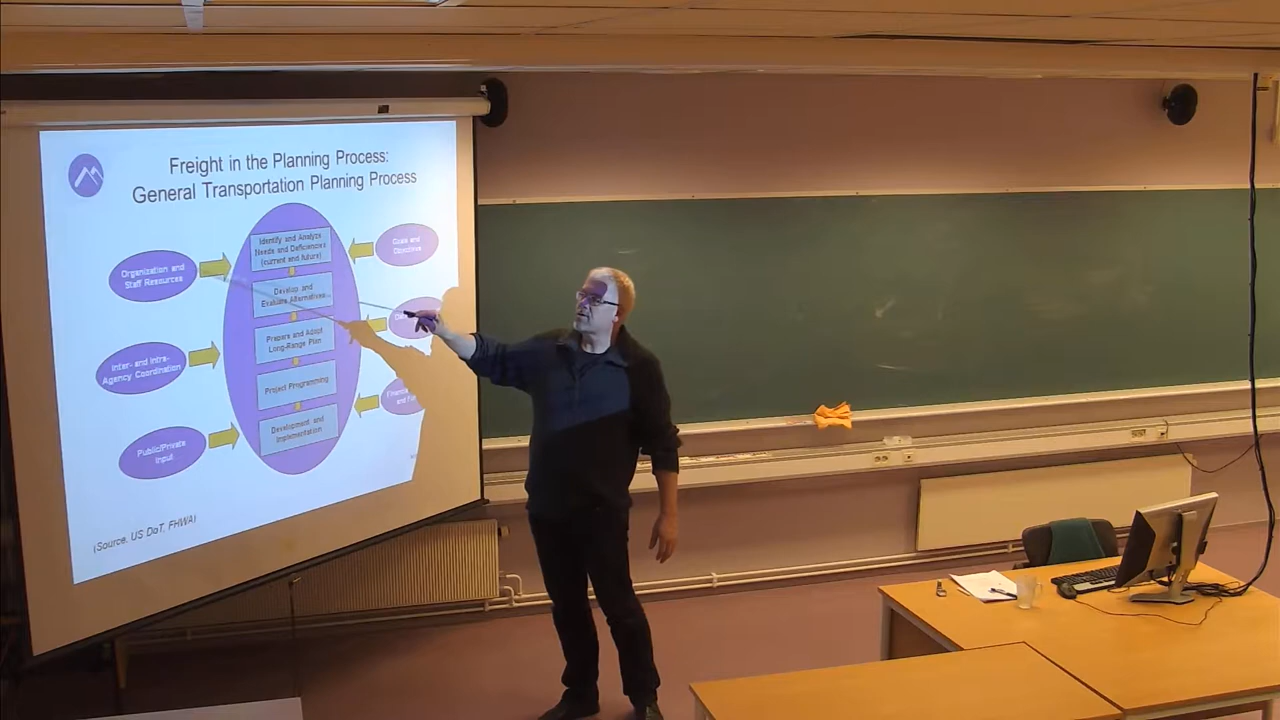 Freight in the Planning Process:
General Transportation Planning Process
Identify and Analyze
Needs and Deficiencies
(current and future)
Goals and
Objectives
Organization and
Staff Resources
Develop and
Evaluate Alternatives
Prepare and Adopt
Long-Range Plan
Inter- and Intra-
Agency Coordination
Project Programming
and
Development and
Implementation
Public/Private
Input
(Source, US DoT, FHWA)